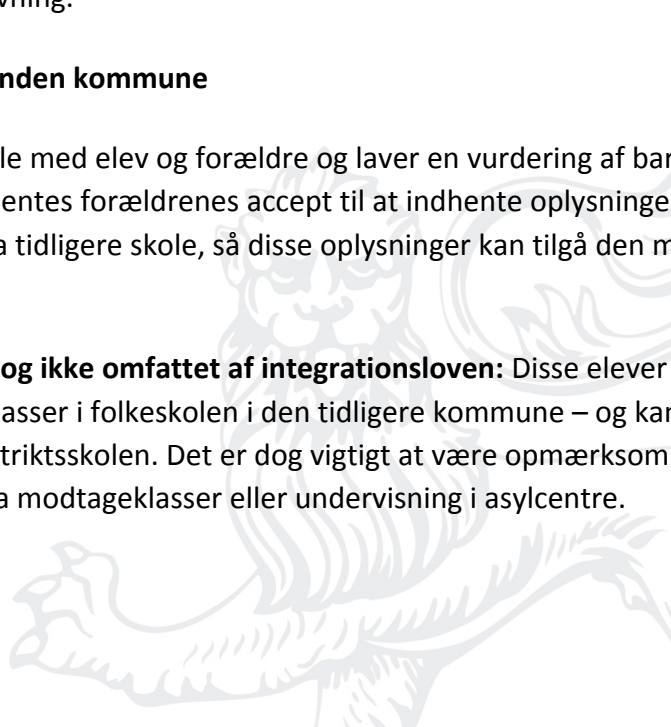 vning.
nden kommune
le med elev og forældre og laver en vurdering af bar
entes forældrenes accept til at indhente oplysninge
a tidligere skole, så disse oplysninger kan tilgå den m
og ikke omfattet af integrationsloven: Disse elever
asser i folkeskolen i den tidligere kommune – og kan
triktsskolen. Det er dog vigtigt at være opmærksom
a modtageklasser eller undervisning i asylcentre.